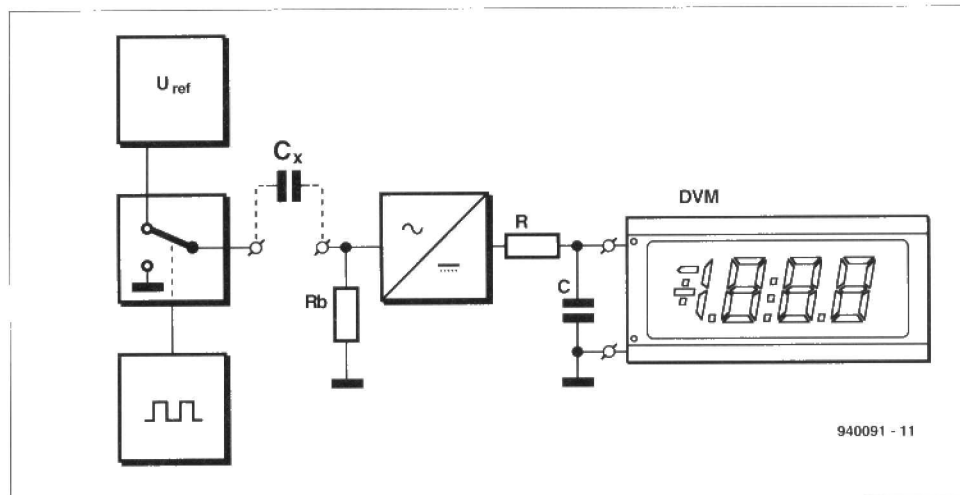 U ref
Cx
DVM
R
C
Rb
940091 - 11